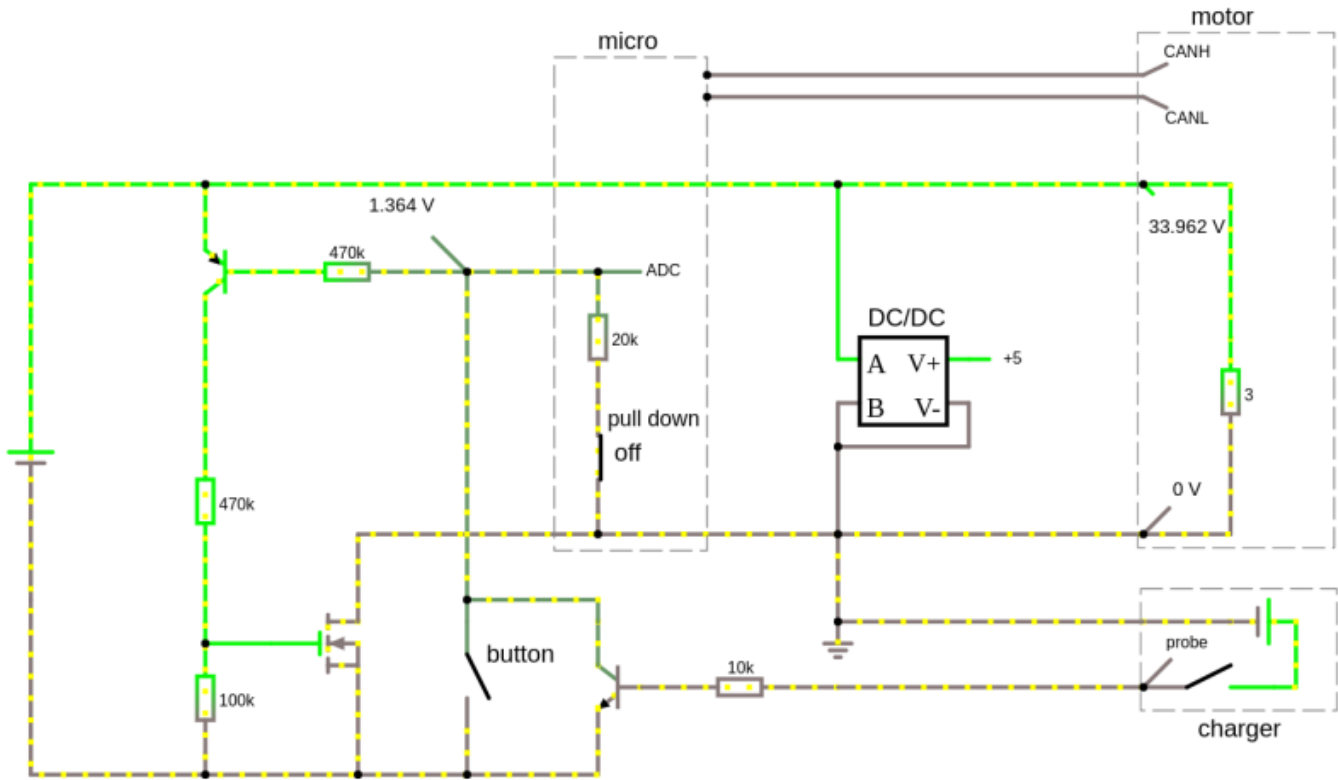 motor
micro
CANH
CANL
1.364 V
33.962 V
470k
ADC
DC/DC
20k
A V+
+5
B V-
3
pull down
off
470k
0 V
button
probe
10k
100k
charger